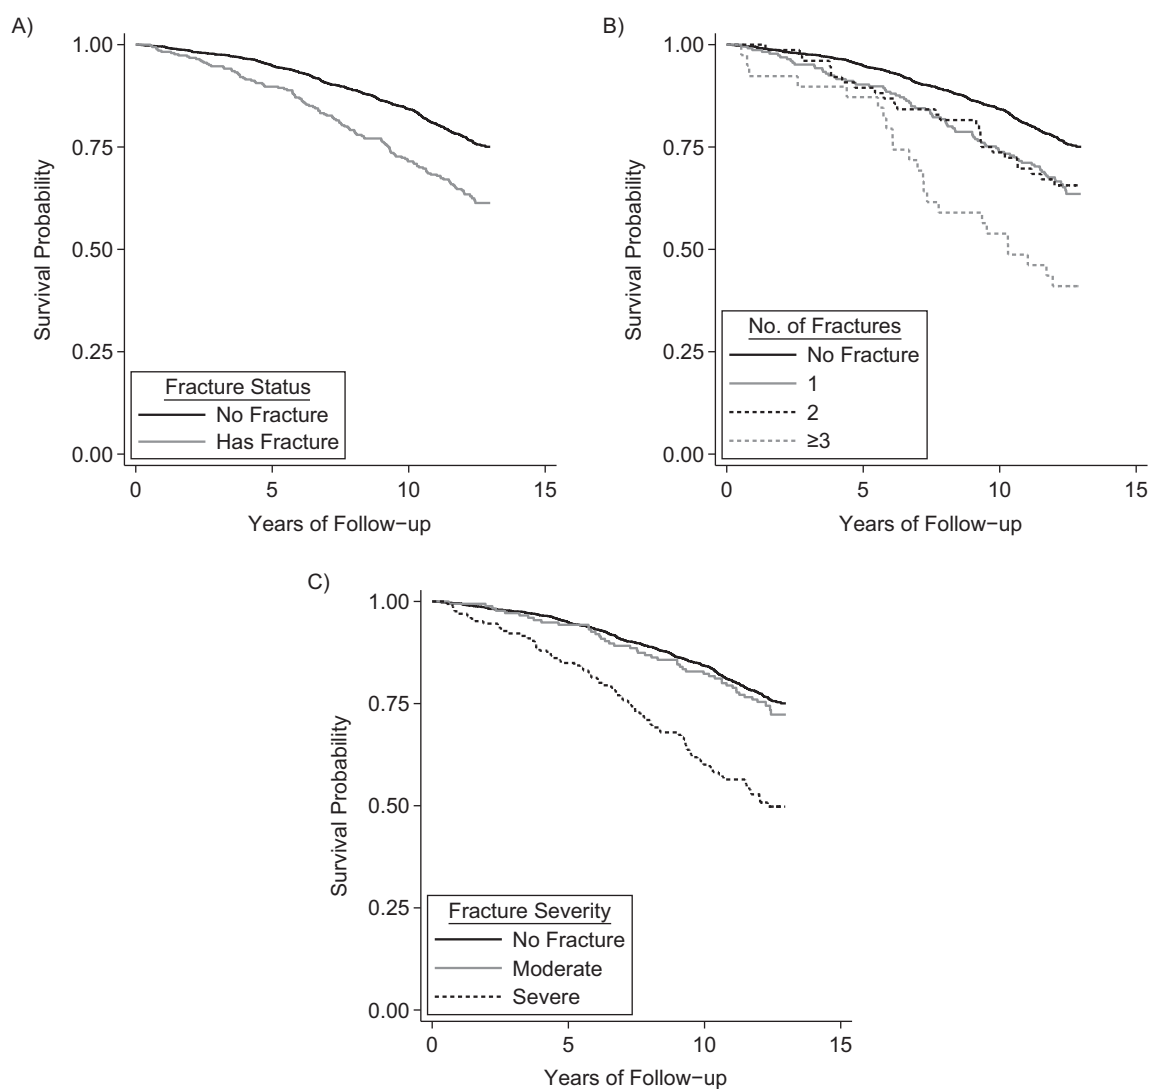 A)
1.00
0.75
0.50
0.25
0.00
Survival Probability
Fracture Status
No Fracture
Has Fracture
0 5 10 15
Years of Follow−up
B)
1.00
0.75
0.50
0.25
0.00
Survival Probability
No. of Fractures
No Fracture
1
2
≥3
0 5 10 15
Years of Follow−up
C)
1.00
0.75
0.50
0.25
0.00
Survival Probability
Fracture Severity
No Fracture
Moderate
Severe
0 5 10 15
Years of Follow−up